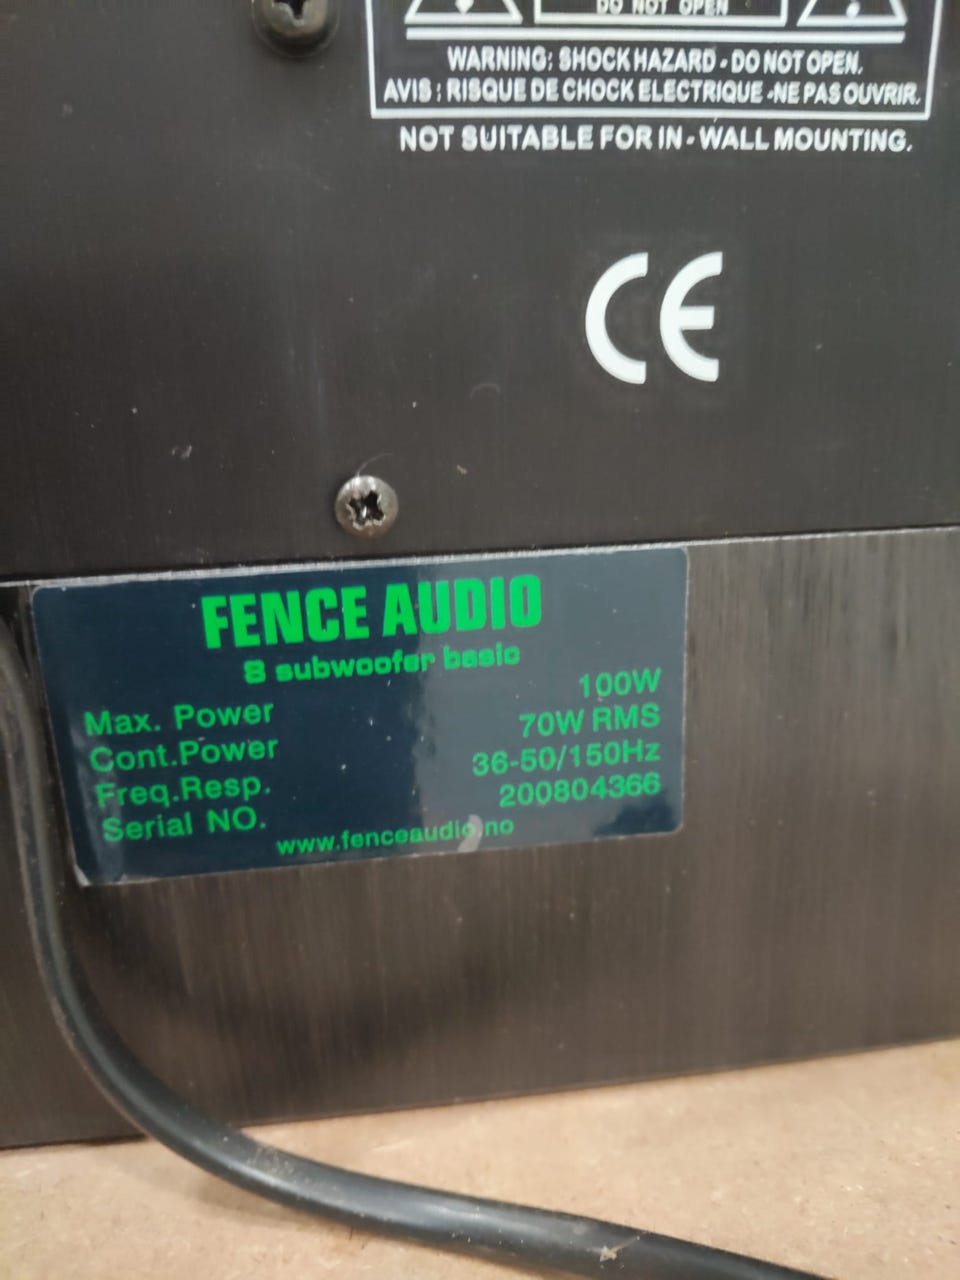 DO NOT OPEN
WARNING: SHOCK HAZARD - DO NOT OPEN.
AVIS : RISQUE DE CHOCK ELECTRIQUE -NE PAS OUVRIR.
NOT SUITABLE FOR IN - WALL MOUNTING.
CE
FENCE AUDIO
8 subwoofer basic
Max. Power 100W
Cont.Power 70W RMS
Freq.Resp. 36-50/150Hz
Serial NO. 200804366
www.fenceaudio.no